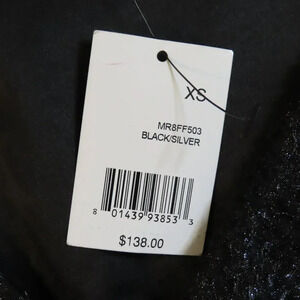 XS
MR8FF503
BLACK/SILVER
8 01439 93853 3
$138.00